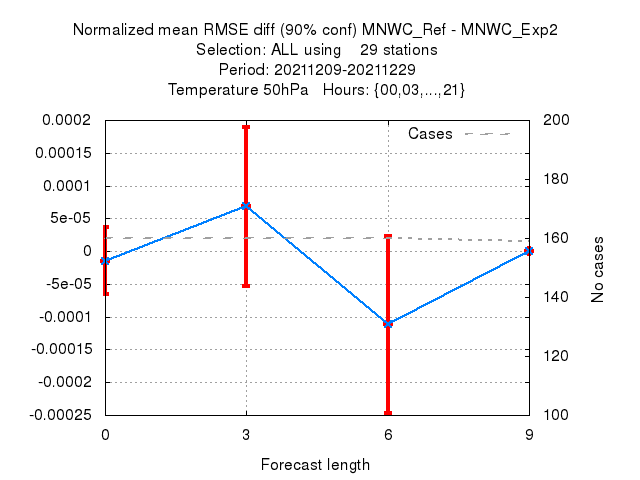 Normalized mean RMSE diff (90% conf) MNWC_Ref - MNWC_Exp2
Selection: ALL using 29 stations
Period: 20211209-20211229
Temperature 50hPa Hours: {00,03,...,21}
Cases
0.0002
0.00015
0.0001
5e-05
0
-5e-05
-0.0001
-0.00015
-0.0002
-0.00025
200
180
160
140
120
100
No cases
0 3 6 9
Forecast length